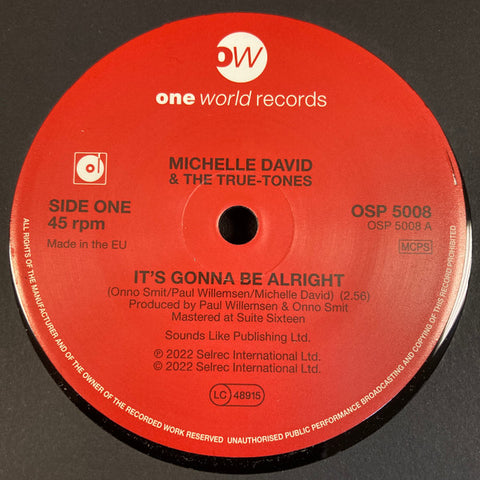 OW
one world records
MICHELLE DAVID
& THE TRUE-TONES
SIDE ONE
45 rpm
Made in the EU
OSP 5008
OSP 5008 A
MCPS
IT'S GONNA BE ALRIGHT
(Onno Smit/Paul Willemsen/Michelle David) (2.56)
Produced by Paul Willemsen & Onno Smit
Mastered at Suite Sixteen
Sounds Like Publishing Ltd.
℗ 2022 Selrec International Ltd.
© 2022 Selrec International Ltd.
LC 48915
ALL RIGHTS OF THE MANUFACTURER AND OF THE OWNER OF THE RECORDED WORK RESERVED UNAUTHORISED PUBLIC PERFORMANCE BROADCASTING AND COPYING OF THIS RECORD PROHIBITED